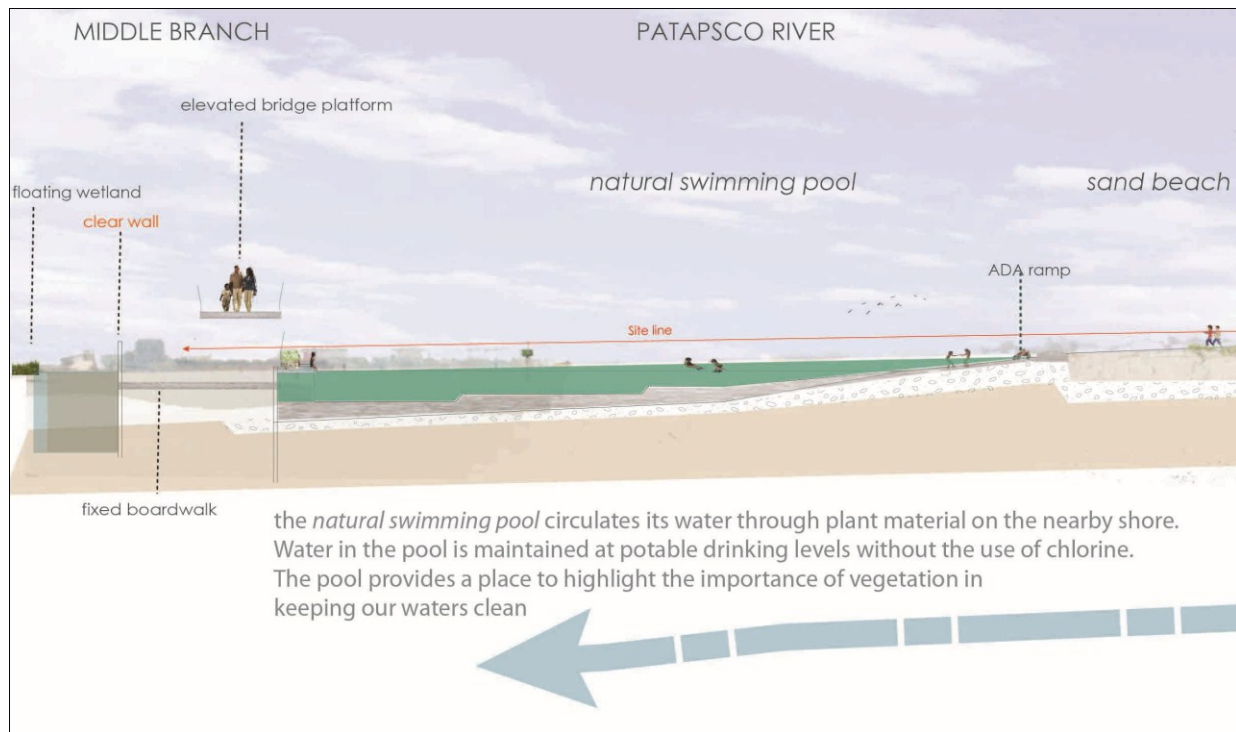 MIDDLE BRANCH
PATAPSCO RIVER
elevated bridge platform
floating wetland
clear wall
natural swimming pool
sand beach
ADA ramp
Site line
fixed boardwalk
the natural swimming pool circulates its water through plant material on the nearby shore.
Water in the pool is maintained at potable drinking levels without the use of chlorine.
The pool provides a place to highlight the importance of vegetation in
keeping our waters clean